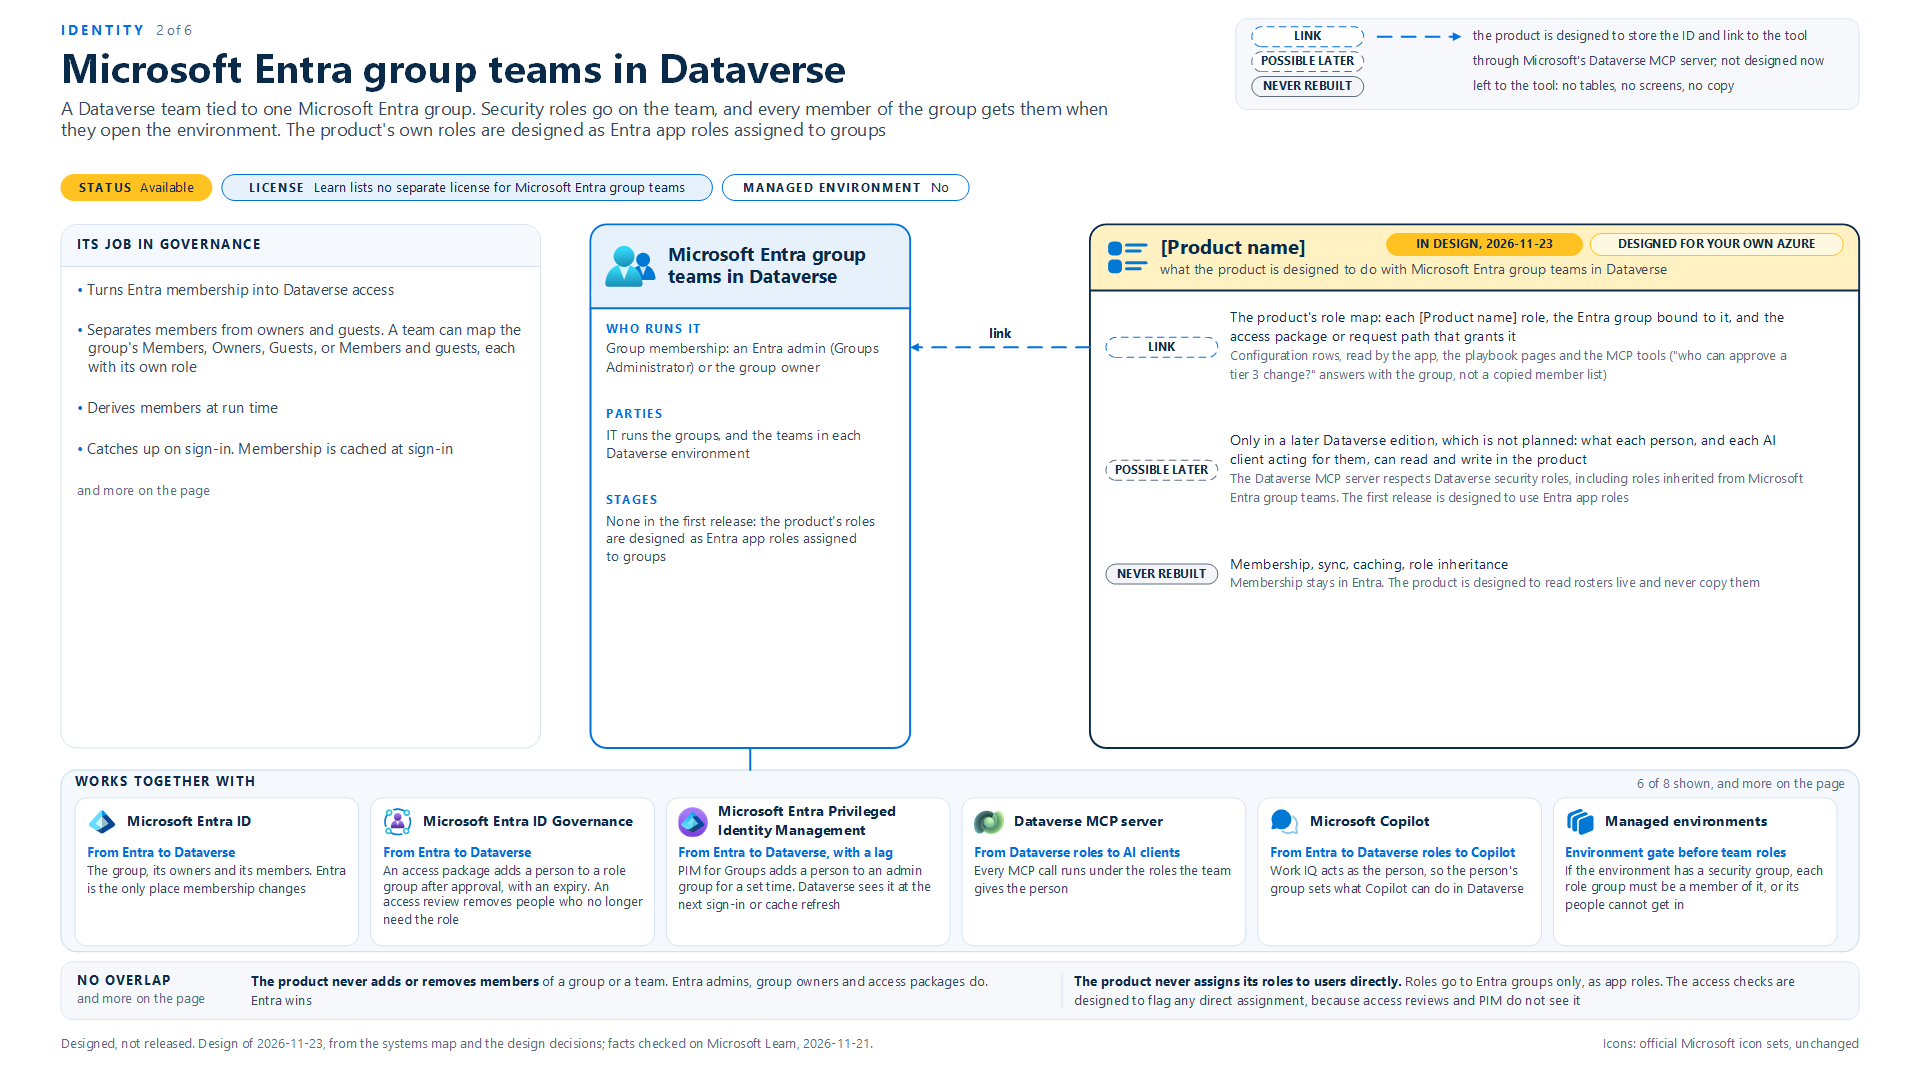 IDENTITY 2 of 6
Microsoft Entra group teams in Dataverse
A Dataverse team tied to one Microsoft Entra group. Security roles go on the team, and every member of the group gets them when
they open the environment. The product's own roles are designed as Entra app roles assigned to groups
LINK the product is designed to store the ID and link to the tool
POSSIBLE LATER through Microsoft's Dataverse MCP server; not designed now
NEVER REBUILT left to the tool: no tables, no screens, no copy
STATUS Available
LICENSE Learn lists no separate license for Microsoft Entra group teams
MANAGED ENVIRONMENT No
ITS JOB IN GOVERNANCE
• Turns Entra membership into Dataverse access
• Separates members from owners and guests. A team can map the
group's Members, Owners, Guests, or Members and guests, each
with its own role
• Derives members at run time
• Catches up on sign-in. Membership is cached at sign-in
and more on the page
Microsoft Entra group
teams in Dataverse
WHO RUNS IT
Group membership: an Entra admin (Groups
Administrator) or the group owner
PARTIES
IT runs the groups, and the teams in each
Dataverse environment
STAGES
None in the first release: the product's roles
are designed as Entra app roles assigned
to groups
link
[Product name]
IN DESIGN, 2026-11-23
DESIGNED FOR YOUR OWN AZURE
what the product is designed to do with Microsoft Entra group teams in Dataverse
LINK
The product's role map: each [Product name] role, the Entra group bound to it, and the
access package or request path that grants it
Configuration rows, read by the app, the playbook pages and the MCP tools ("who can approve a
tier 3 change?" answers with the group, not a copied member list)
POSSIBLE LATER
Only in a later Dataverse edition, which is not planned: what each person, and each AI
client acting for them, can read and write in the product
The Dataverse MCP server respects Dataverse security roles, including roles inherited from Microsoft
Entra group teams. The first release is designed to use Entra app roles
NEVER REBUILT
Membership, sync, caching, role inheritance
Membership stays in Entra. The product is designed to read rosters live and never copy them
WORKS TOGETHER WITH
6 of 8 shown, and more on the page
Microsoft Entra ID
From Entra to Dataverse
The group, its owners and its members. Entra
is the only place membership changes
Microsoft Entra ID Governance
From Entra to Dataverse
An access package adds a person to a role
group after approval, with an expiry. An
access review removes people who no longer
need the role
Microsoft Entra Privileged
Identity Management
From Entra to Dataverse, with a lag
PIM for Groups adds a person to an admin
group for a set time. Dataverse sees it at the
next sign-in or cache refresh
Dataverse MCP server
From Dataverse roles to AI clients
Every MCP call runs under the roles the team
gives the person
Microsoft Copilot
From Entra to Dataverse roles to Copilot
Work IQ acts as the person, so the person's
group sets what Copilot can do in Dataverse
Managed environments
Environment gate before team roles
If the environment has a security group, each
role group must be a member of it, or its
people cannot get in
NO OVERLAP
and more on the page
The product never adds or removes members of a group or a team. Entra admins, group owners and access packages do.
Entra wins
The product never assigns its roles to users directly. Roles go to Entra groups only, as app roles. The access checks are
designed to flag any direct assignment, because access reviews and PIM do not see it
Designed, not released. Design of 2026-11-23, from the systems map and the design decisions; facts checked on Microsoft Learn, 2026-11-21.
Icons: official Microsoft icon sets, unchanged